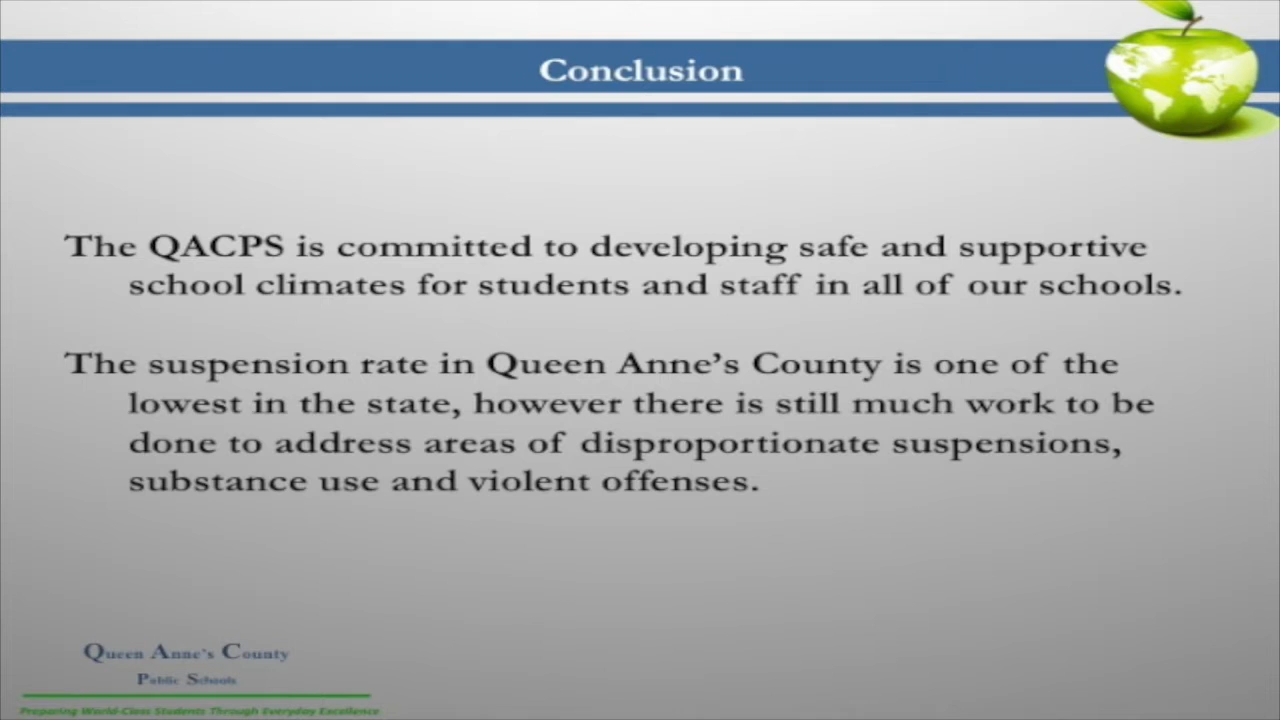 Conclusion
The QACPS is committed to developing safe and supportive
school climates for students and staff in all of our schools.
The suspension rate in Queen Anne's County is one of the
lowest in the state, however there is still much work to be
done to address areas of disproportionate suspensions,
substance use and violent offenses.
Queen Anne's County
Public Schools
Preparing World-Class Students Through Everyday Excellence